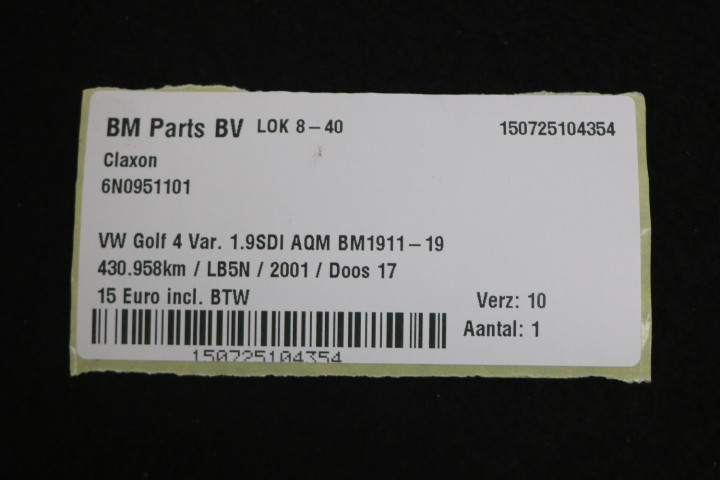 BM Parts BV LOK 8-40 150725104354
Claxon
6N0951101
VW Golf 4 Var. 1.9SDI AQM BM1911-19
430.958km / LB5N / 2001 / Doos 17
15 Euro incl. BTW Verz: 10
Aantal: 1
150725104354